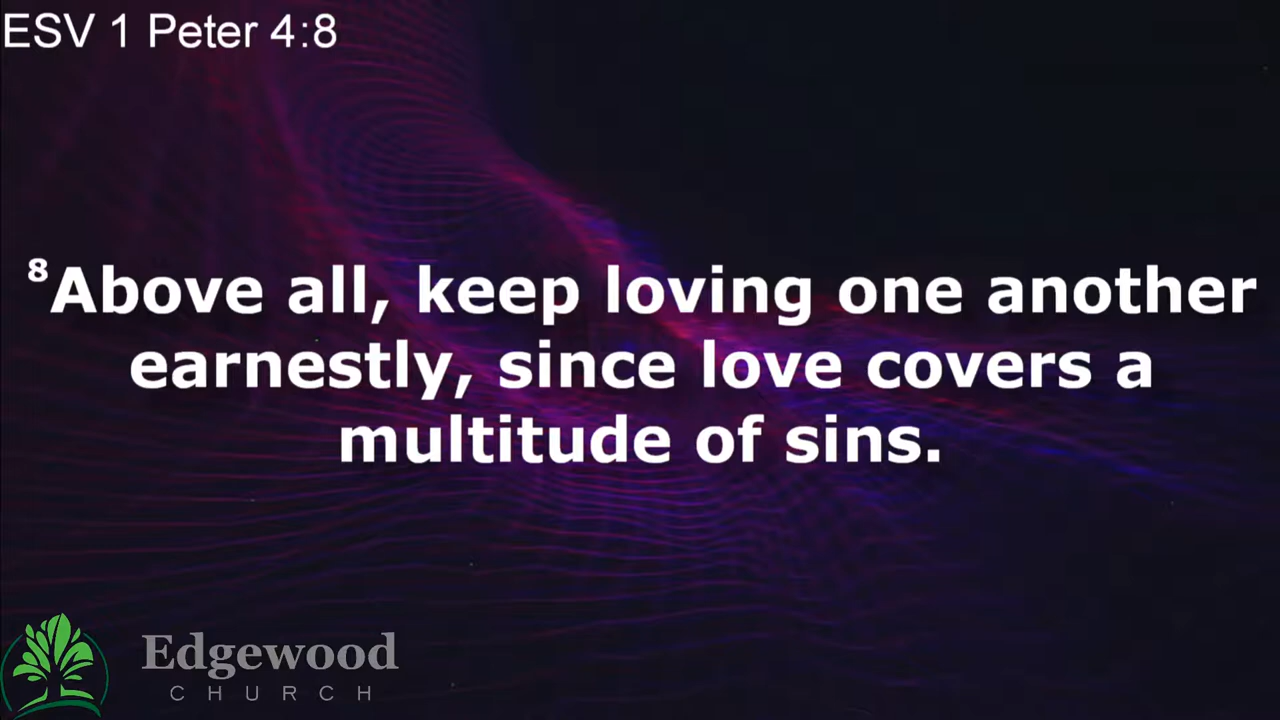 ESV 1 Peter 4:8
⁸Above all, keep loving one another
earnestly, since love covers a
multitude of sins.
Edgewood
CHURCH